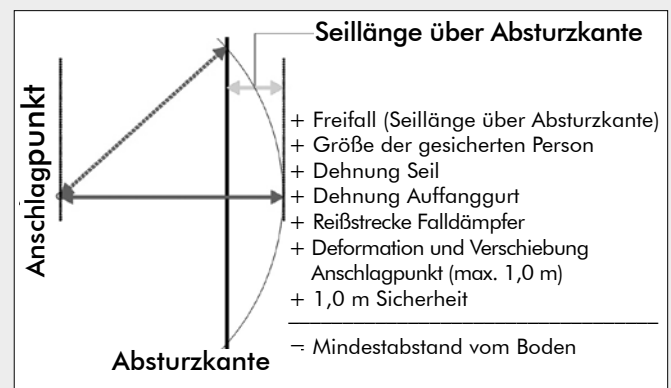 Seillänge über Absturzkante
Anschlagpunkt
+ Freifall (Seillänge über Absturzkante)
+ Größe der gesicherten Person
+ Dehnung Seil
+ Dehnung Auffanggurt
+ Reißstrecke Falldämpfer
+ Deformation und Verschiebung
Anschlagpunkt (max. 1,0 m)
+ 1,0 m Sicherheit
= Mindestabstand vom Boden
Absturzkante